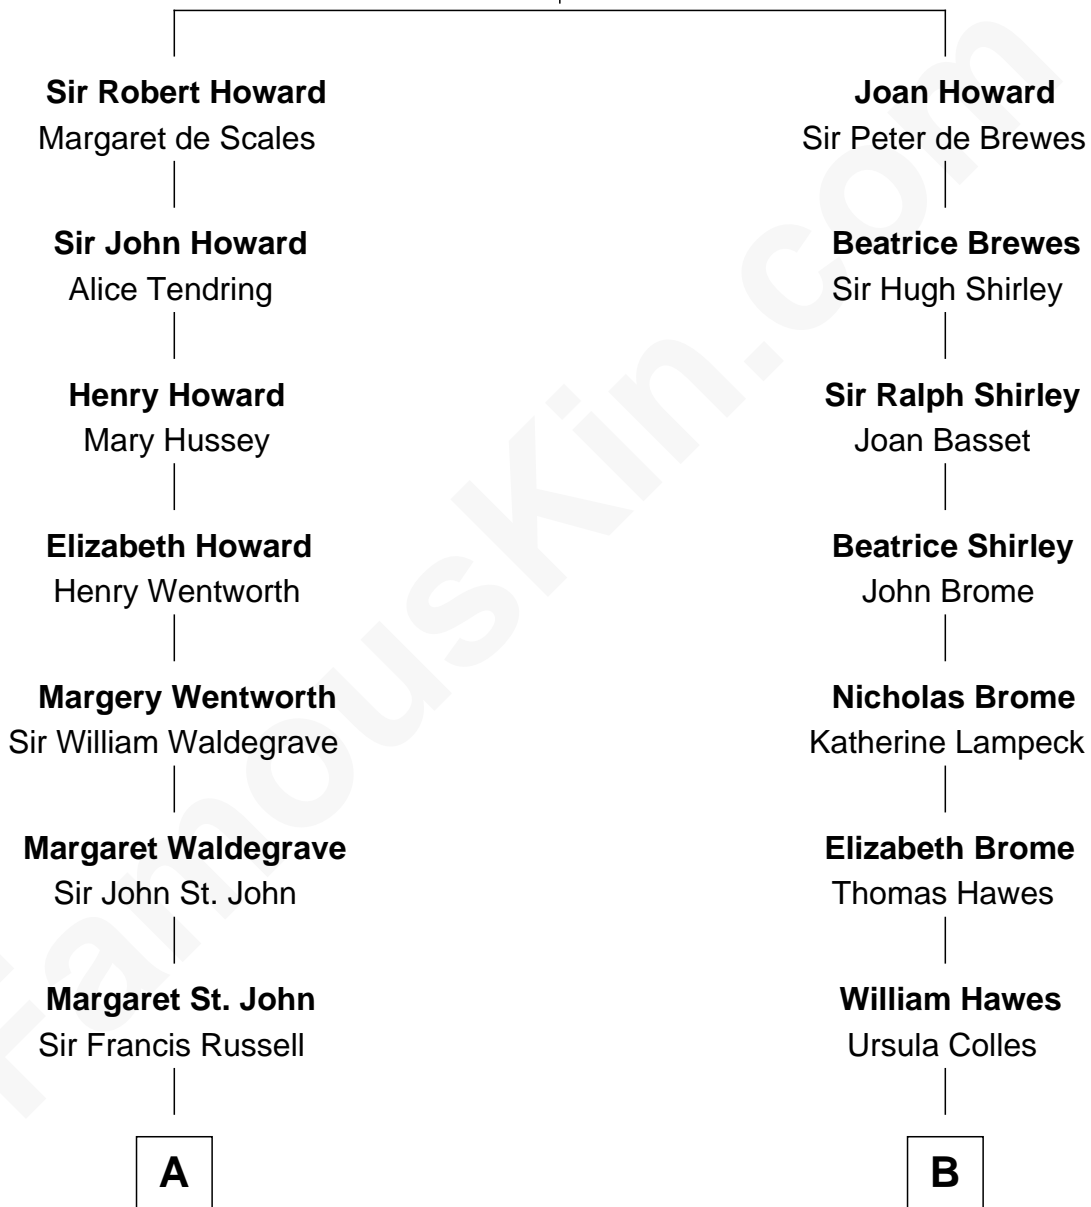 Sir Robert Howard
Margaret de Scales
Sir John Howard
Alice Tendring
Henry Howard
Mary Hussey
Elizabeth Howard
Henry Wentworth
Margery Wentworth
Sir William Waldegrave
Margaret Waldegrave
Sir John St. John
Margaret St. John
Sir Francis Russell
A
Joan Howard
Sir Peter de Brewes
Beatrice Brewes
Sir Hugh Shirley
Sir Ralph Shirley
Joan Basset
Beatrice Shirley
John Brome
Nicholas Brome
Katherine Lampeck
Elizabeth Brome
Thomas Hawes
William Hawes
Ursula Colles
B
FamousKin.com